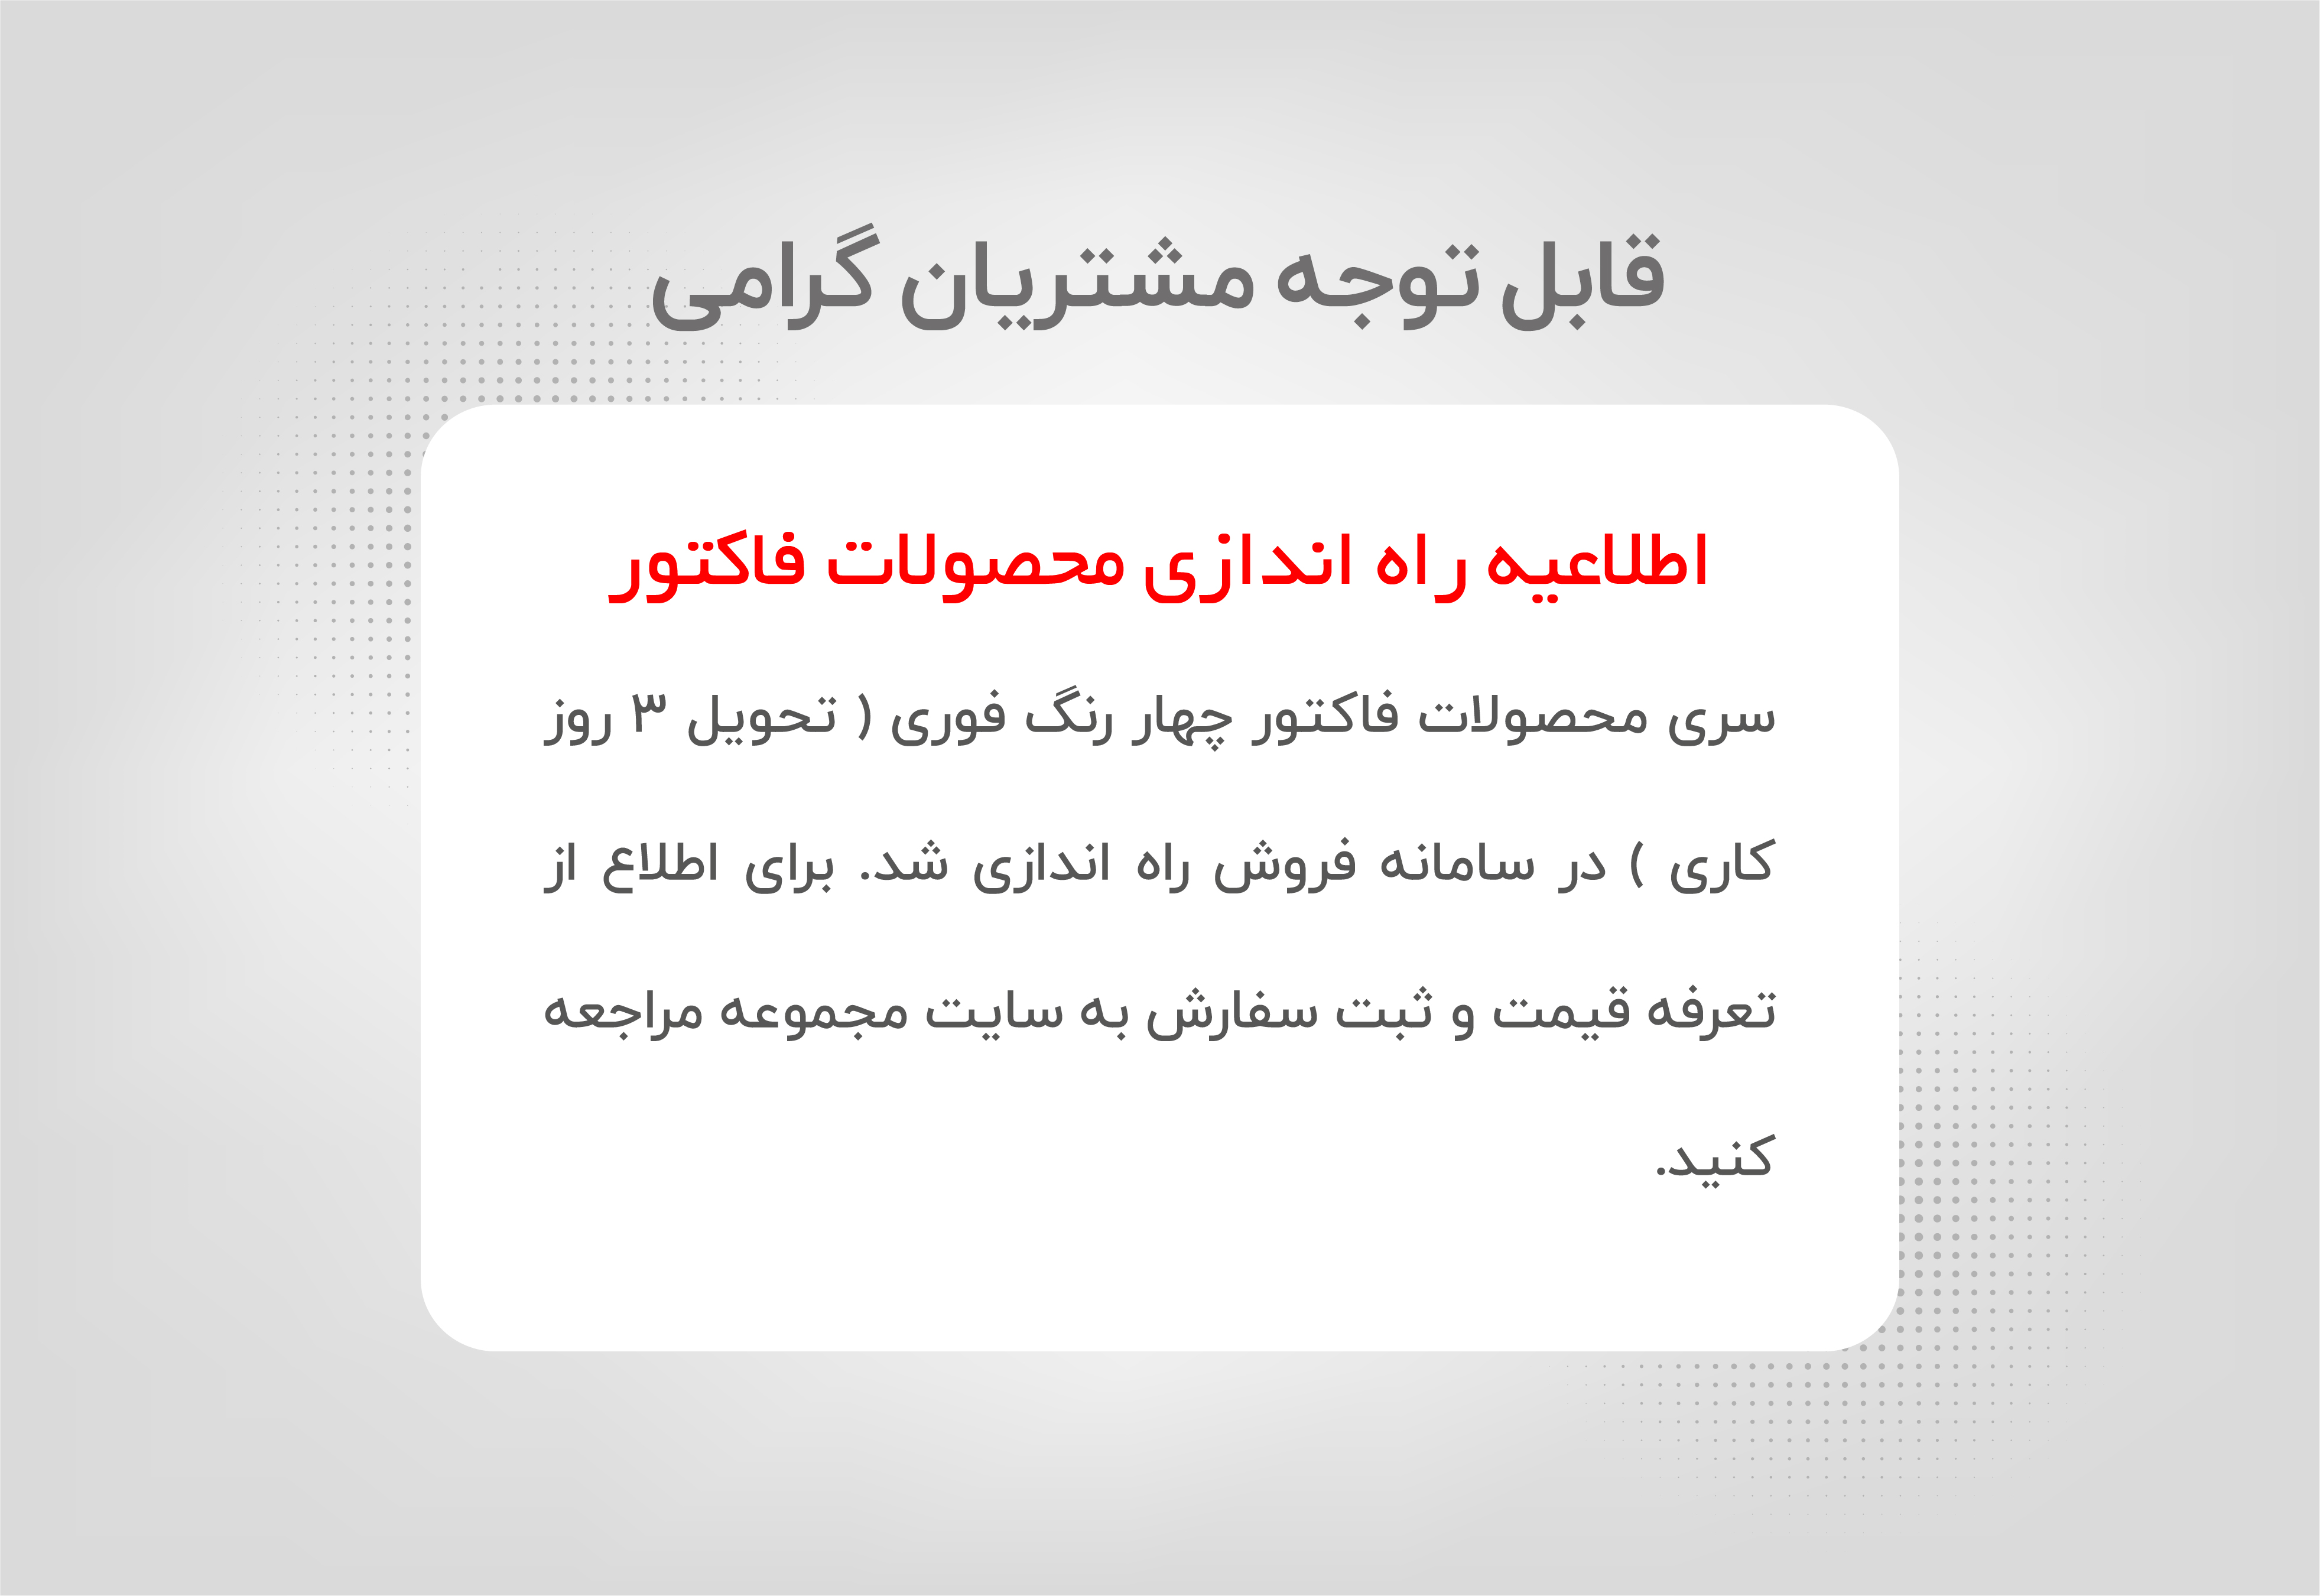 قابل توجه مشتریان گرامی
اطلاعیه راه اندازی محصولات فاکتور
سری محصولات فاکتور چهار رنگ فوری ( تحویل ۳ روز
کاری ) در سامانه فروش راه اندازی شد. برای اطلاع از
تعرفه قیمت و ثبت سفارش به سایت مجموعه مراجعه
کنید.